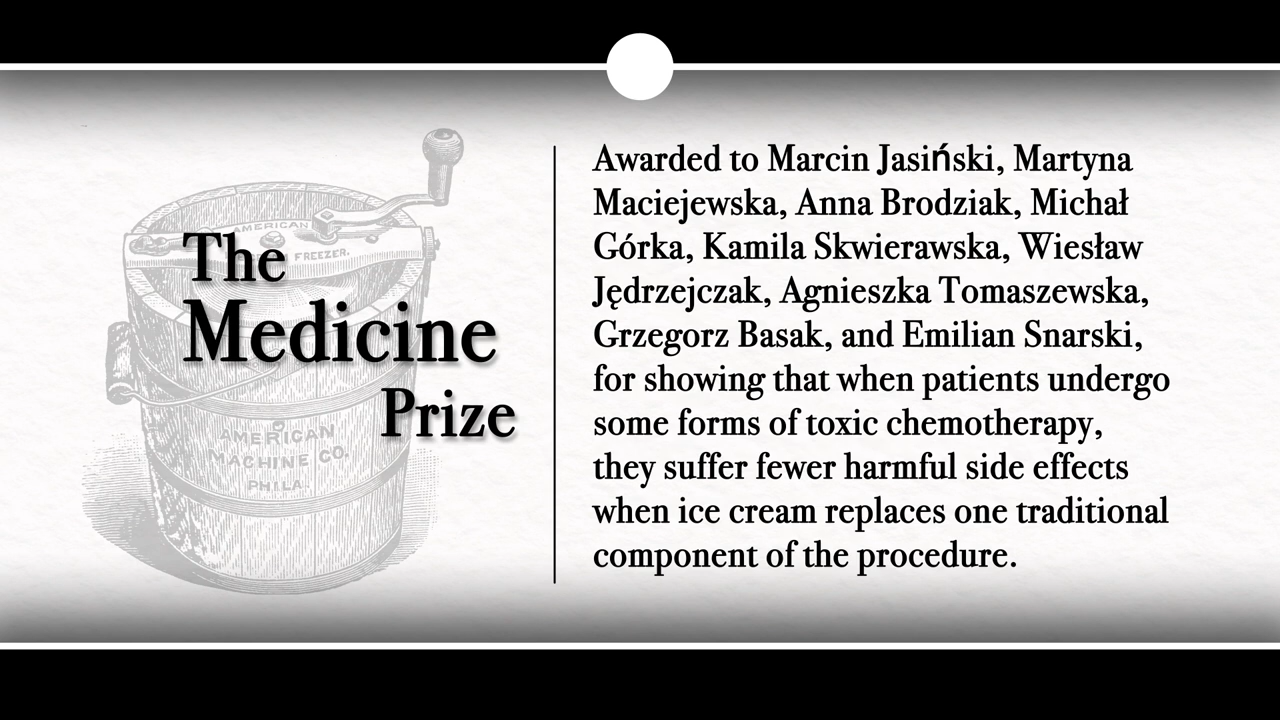 The
Medicine
Prize
AMERICAN
FREEZER.
AMERICAN
MACHINE CO.
PHILA.
Awarded to Marcin Jasiński, Martyna
Maciejewska, Anna Brodziak, Michał
Górka, Kamila Skwierawska, Wiesław
Jędrzejczak, Agnieszka Tomaszewska,
Grzegorz Basak, and Emilian Snarski,
for showing that when patients undergo
some forms of toxic chemotherapy,
they suffer fewer harmful side effects
when ice cream replaces one traditional
component of the procedure.